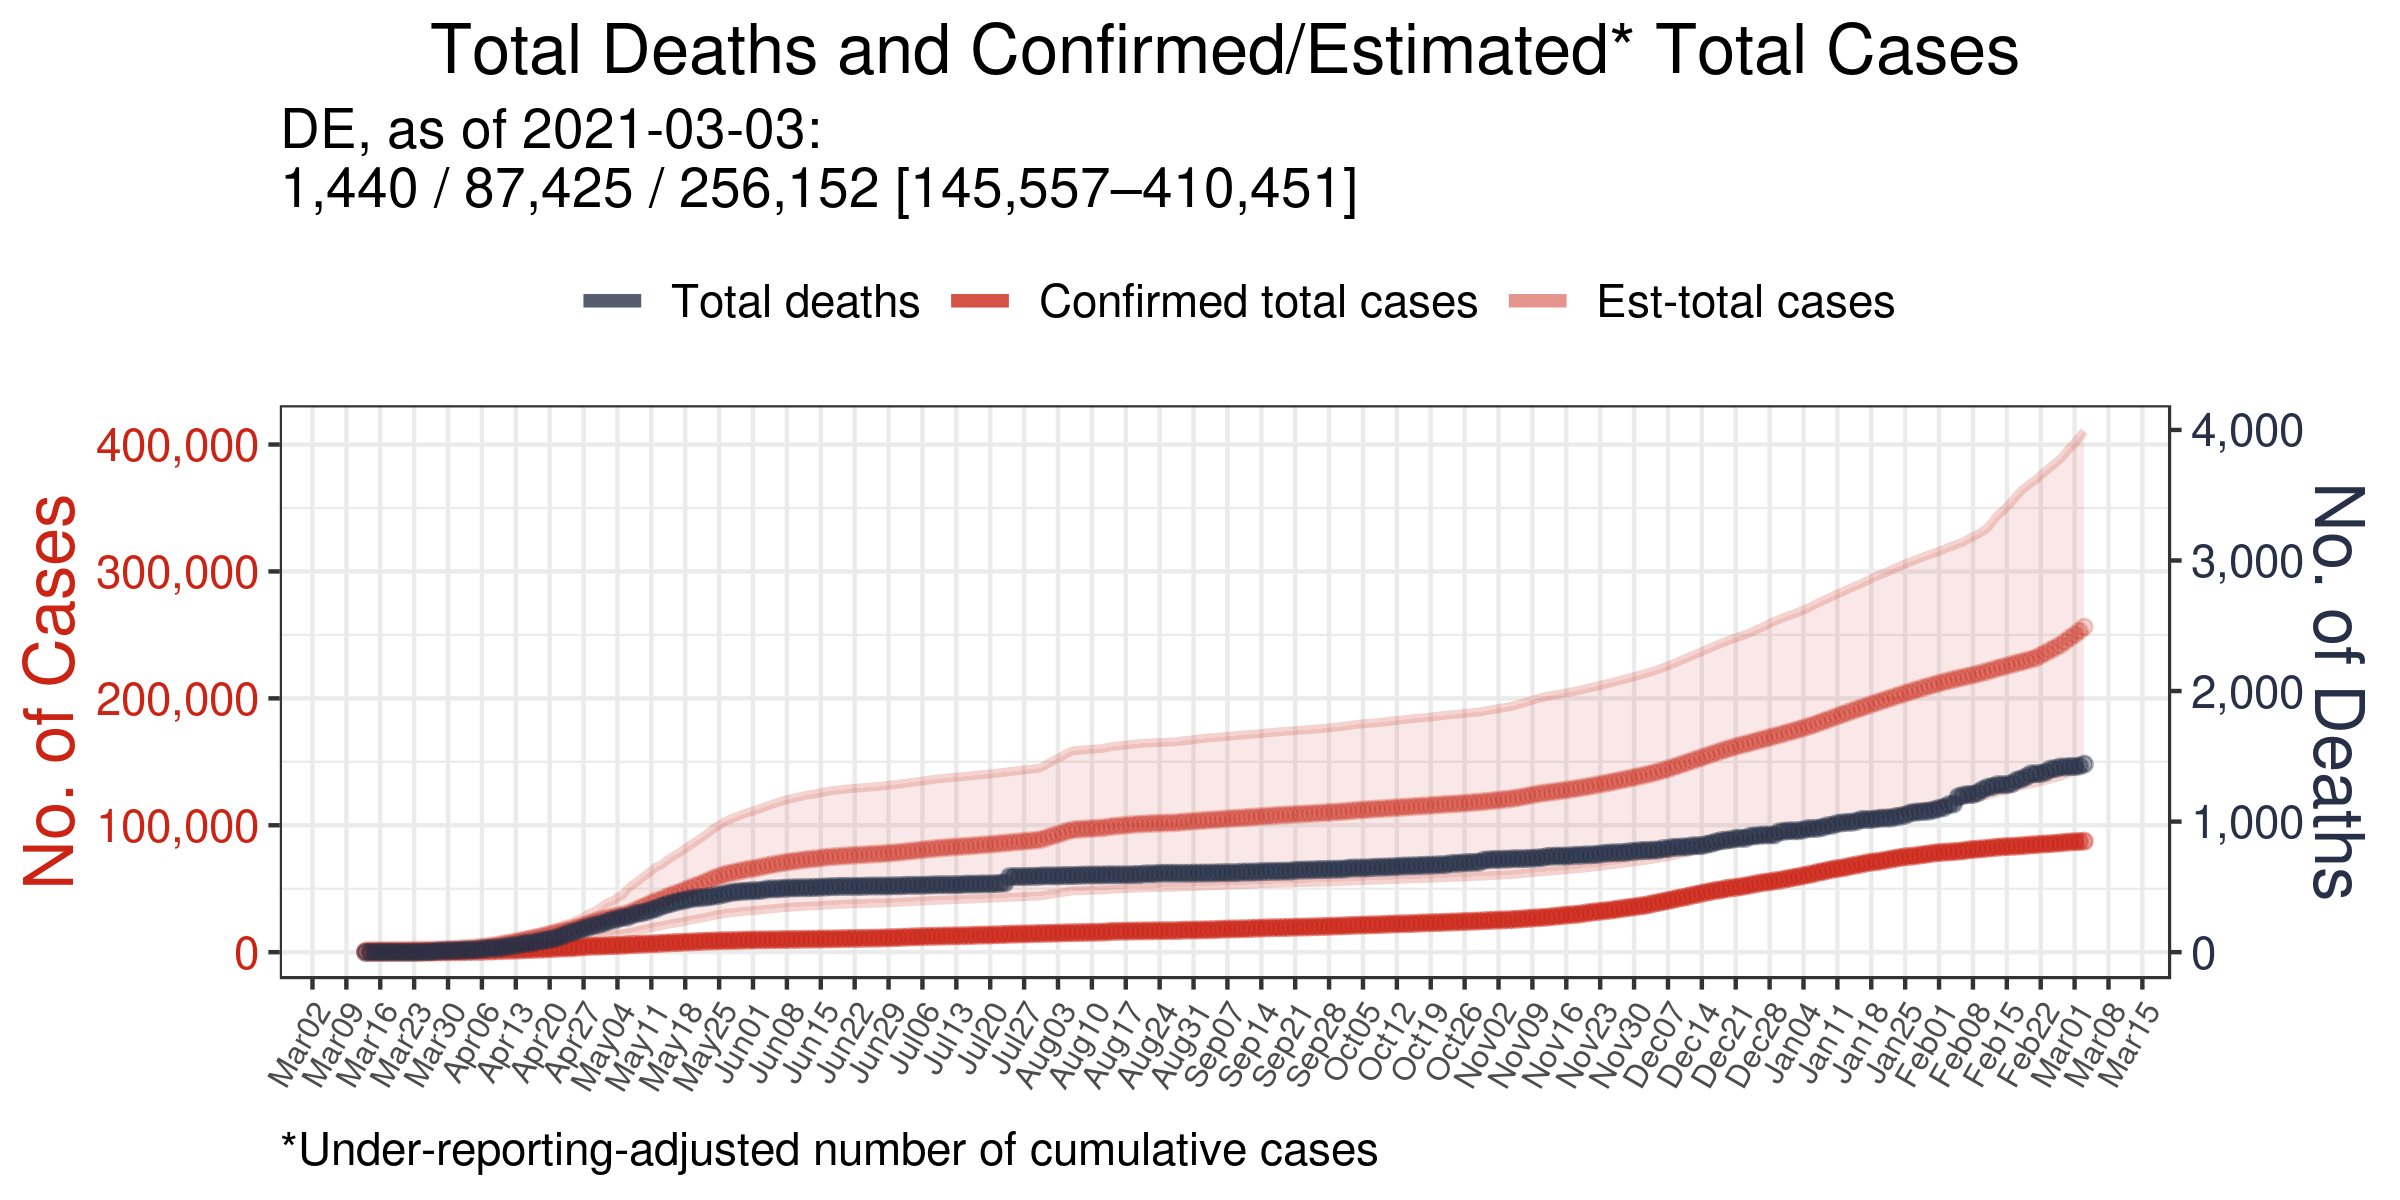 Total Deaths and Confirmed/Estimated* Total Cases
DE, as of 2021-03-03:
1,440 / 87,425 / 256,152 [145,557–410,451]
Total deaths
Confirmed total cases
Est-total cases
No. of Cases
400,000
300,000
200,000
100,000
0
4,000
3,000
2,000
1,000
0
No. of Deaths
Mar02
Mar09
Mar16
Mar23
Mar30
Apr06
Apr13
Apr20
Apr27
May04
May11
May18
May25
Jun01
Jun08
Jun15
Jun22
Jun29
Jul06
Jul13
Jul20
Jul27
Aug03
Aug10
Aug17
Aug24
Aug31
Sep07
Sep14
Sep21
Sep28
Oct05
Oct12
Oct19
Oct26
Nov02
Nov09
Nov16
Nov23
Nov30
Dec07
Dec14
Dec21
Dec28
Jan04
Jan11
Jan18
Jan25
Feb01
Feb08
Feb15
Feb22
Mar01
Mar08
Mar15
*Under-reporting-adjusted number of cumulative cases